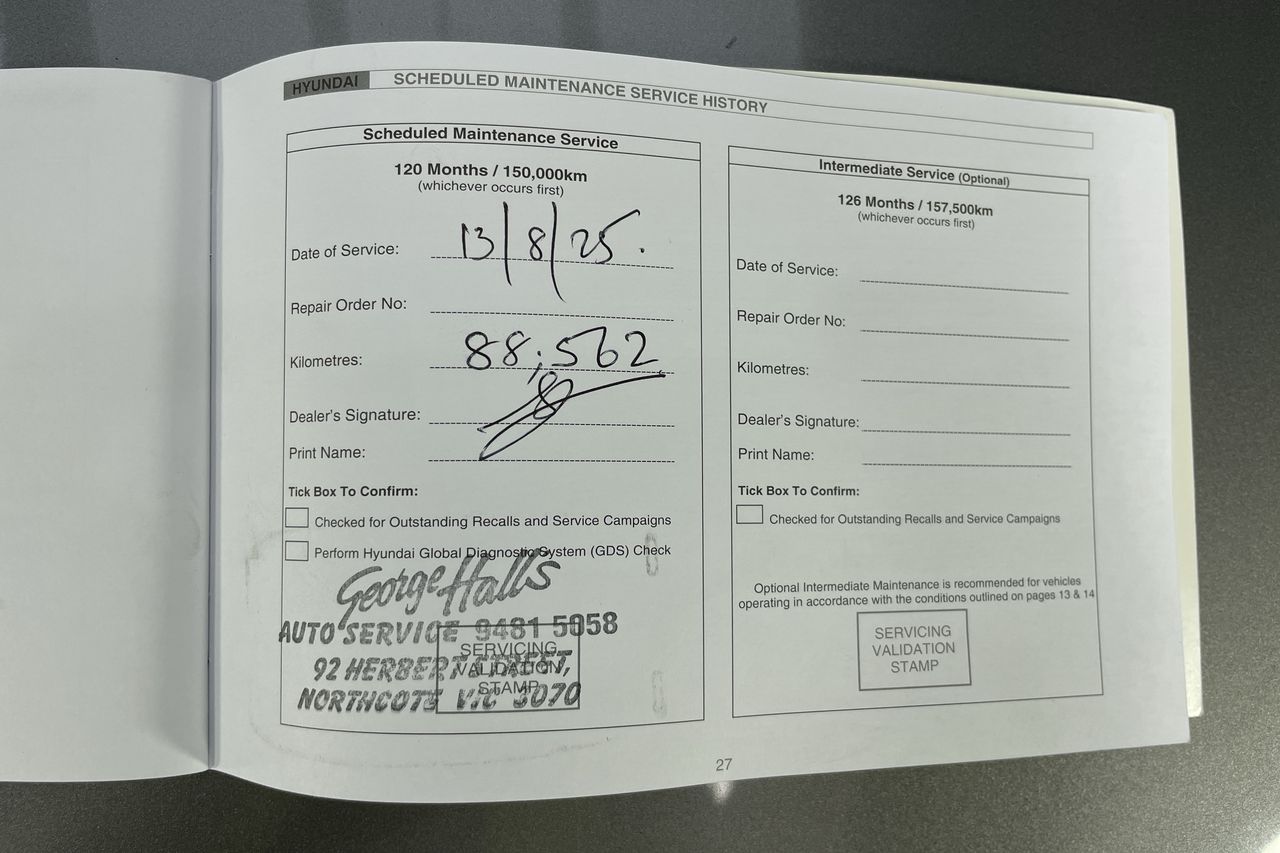 HYUNDAI SCHEDULED MAINTENANCE SERVICE HISTORY
Scheduled Maintenance Service
120 Months / 150,000km
(whichever occurs first)
Date of Service: 13/8/25.
Repair Order No:
Kilometres: 88,562
Dealer's Signature:
Print Name:
Tick Box To Confirm:
Checked for Outstanding Recalls and Service Campaigns
Perform Hyundai Global Diagnostic System (GDS) Check
George Halls
AUTO SERVICE 9481 5058
92 HERBERT STREET,
NORTHCOTE VIC 3070
SERVICING
VALIDATION
STAMP
Intermediate Service (Optional)
126 Months / 157,500km
(whichever occurs first)
Date of Service:
Repair Order No:
Kilometres:
Dealer's Signature:
Print Name:
Tick Box To Confirm:
Checked for Outstanding Recalls and Service Campaigns
Optional Intermediate Maintenance is recommended for vehicles
operating in accordance with the conditions outlined on pages 13 & 14
SERVICING
VALIDATION
STAMP
27